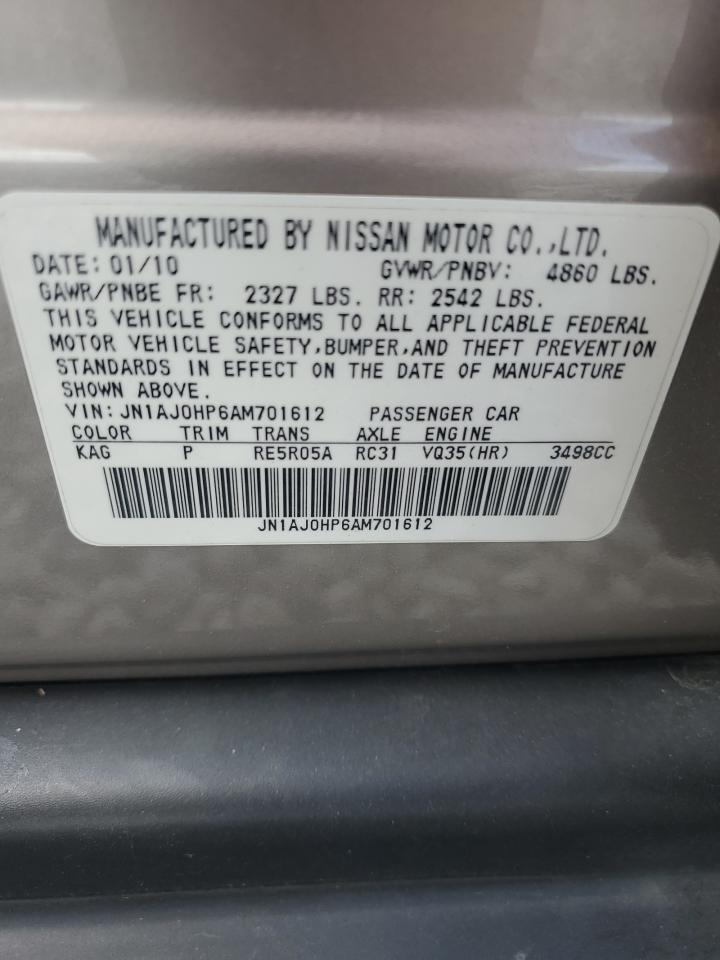 MANUFACTURED BY NISSAN MOTOR CO.,LTD.
DATE:01/10 GVWR/PNBV: 4860 LBS.
GAWR/PNBE FR: 2327 LBS. RR: 2542 LBS.
THIS VEHICLE CONFORMS TO ALL APPLICABLE FEDERAL
MOTOR VEHICLE SAFETY,BUMPER,AND THEFT PREVENTION
STANDARDS IN EFFECT ON THE DATE OF MANUFACTURE
SHOWN ABOVE.
VIN:JN1AJ0HP6AM701612 PASSENGER CAR
COLOR TRIM TRANS AXLE ENGINE
KAG P RE5R05A RC31 VQ35(HR) 3498CC
JN1AJ0HP6AM701612